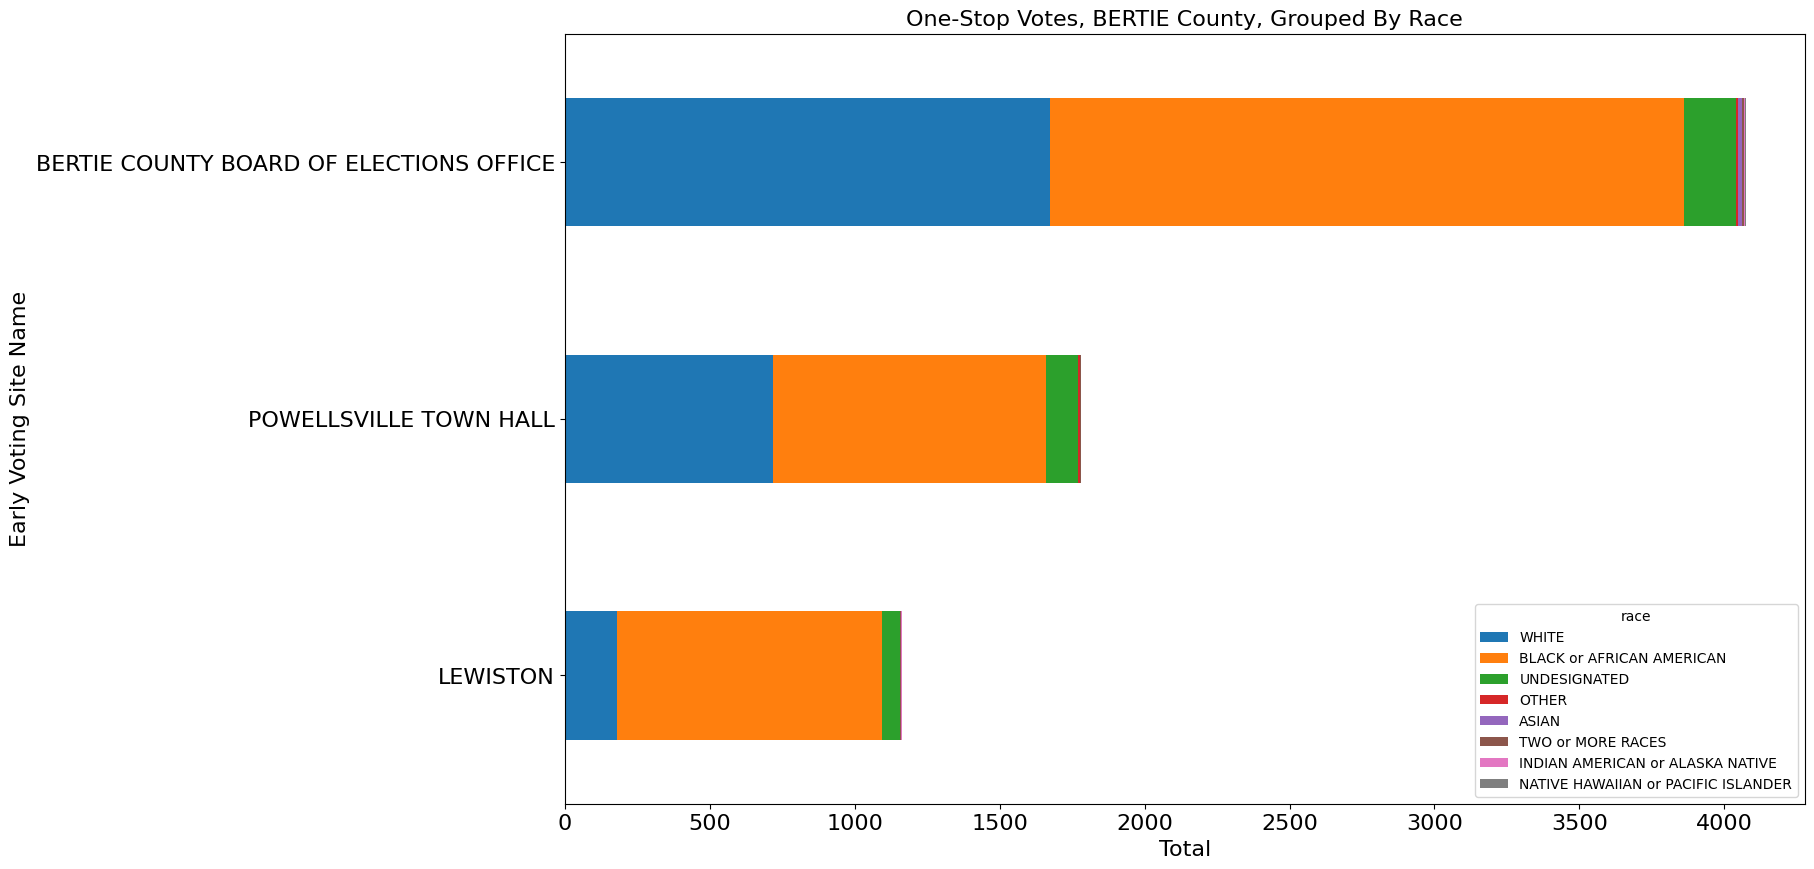 One-Stop Votes, BERTIE County, Grouped By Race
Early Voting Site Name
BERTIE COUNTY BOARD OF ELECTIONS OFFICE
POWELLSVILLE TOWN HALL
LEWISTON
race
WHITE
BLACK or AFRICAN AMERICAN
UNDESIGNATED
OTHER
ASIAN
TWO or MORE RACES
INDIAN AMERICAN or ALASKA NATIVE
NATIVE HAWAIIAN or PACIFIC ISLANDER
0 500 1000 1500 2000 2500 3000 3500 4000
Total